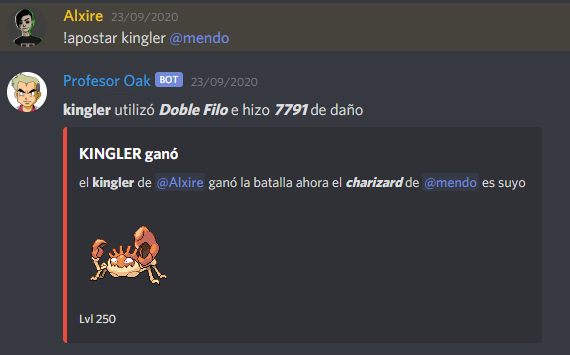 Alxire 23/09/2020
!apostar kingler @mendo
Profesor Oak BOT 23/09/2020
kingler utilizó Doble Filo e hizo 7791 de daño
KINGLER ganó
el kingler de @Alxire ganó la batalla ahora el charizard de @mendo es suyo
Lvl 250